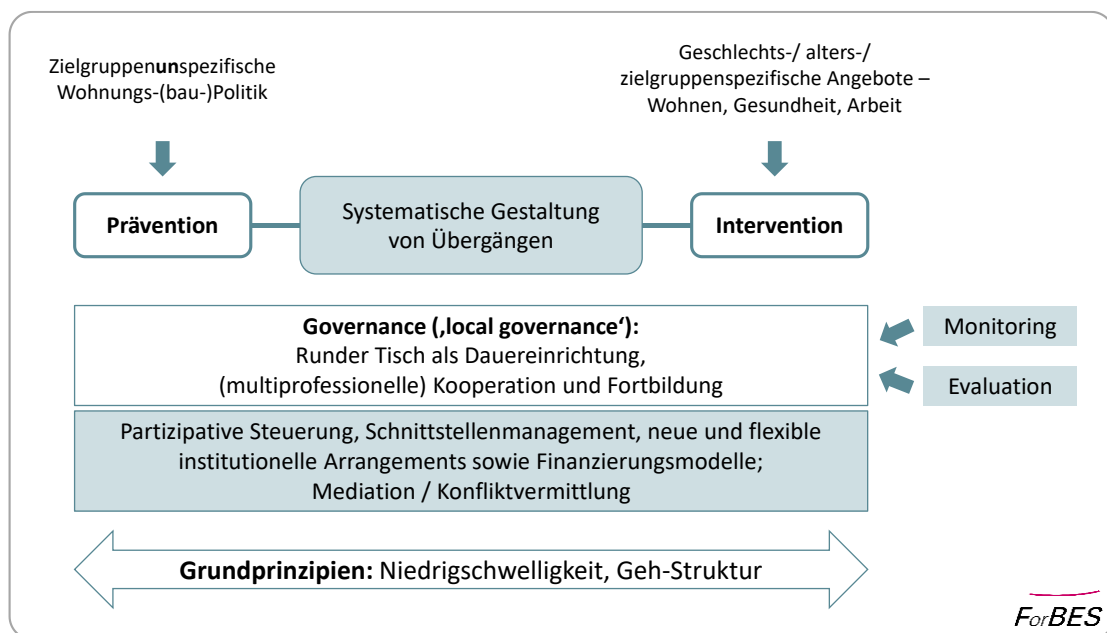 Zielgruppenunspezifische
Wohnungs-(bau-)Politik
Geschlechts-/ alters-/
zielgruppenspezifische Angebote –
Wohnen, Gesundheit, Arbeit
Prävention
Systematische Gestaltung
von Übergängen
Intervention
Governance (‚local governance‘):
Runder Tisch als Dauereinrichtung,
(multiprofessionelle) Kooperation und Fortbildung
Monitoring
Evaluation
Partizipative Steuerung, Schnittstellenmanagement, neue und flexible
institutionelle Arrangements sowie Finanzierungsmodelle;
Mediation / Konfliktvermittlung
Grundprinzipien: Niedrigschwelligkeit, Geh-Struktur
ForBES